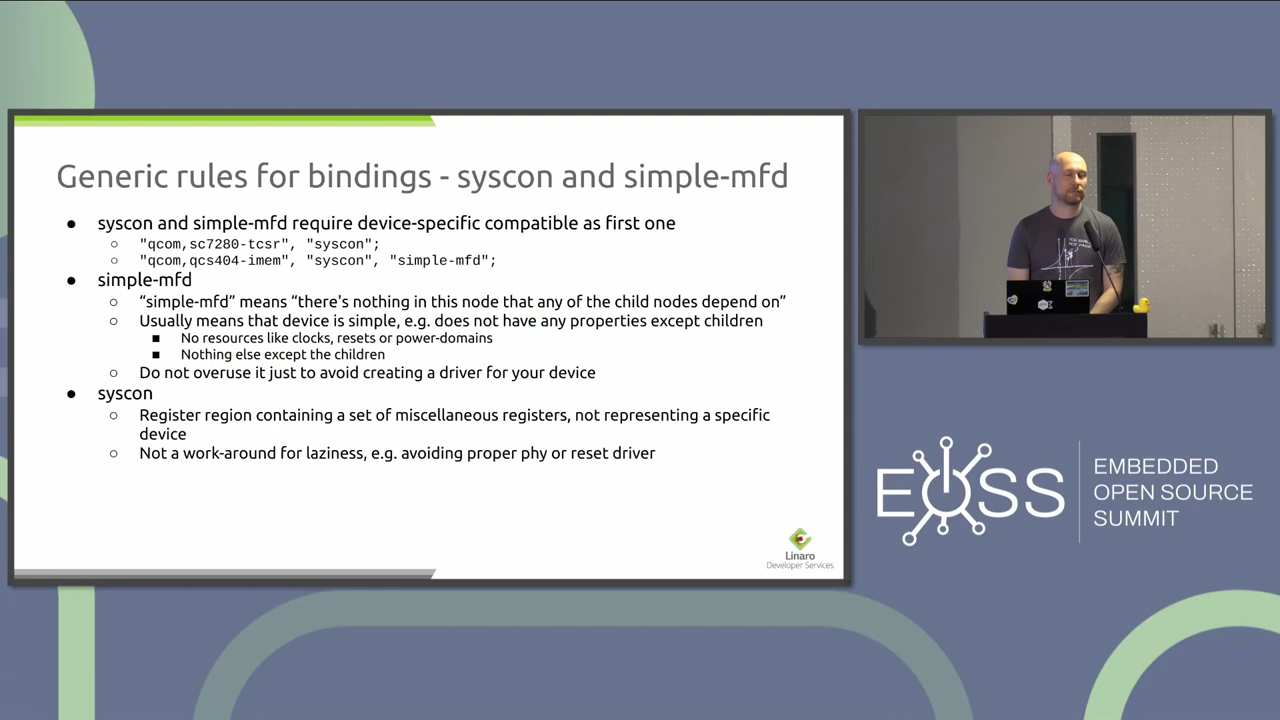 Generic rules for bindings - syscon and simple-mfd
● syscon and simple-mfd require device-specific compatible as first one
○ "qcom,sc7280-tcsr", "syscon";
○ "qcom,qcs404-imem", "syscon", "simple-mfd";
● simple-mfd
○ “simple-mfd” means “there's nothing in this node that any of the child nodes depend on”
○ Usually means that device is simple, e.g. does not have any properties except children
■ No resources like clocks, resets or power-domains
■ Nothing else except the children
○ Do not overuse it just to avoid creating a driver for your device
● syscon
○ Register region containing a set of miscellaneous registers, not representing a specific
device
○ Not a work-around for laziness, e.g. avoiding proper phy or reset driver
Linaro
Developer Services
YOU SHALL
NOT PASS
EOSS
EMBEDDED
OPEN SOURCE
SUMMIT